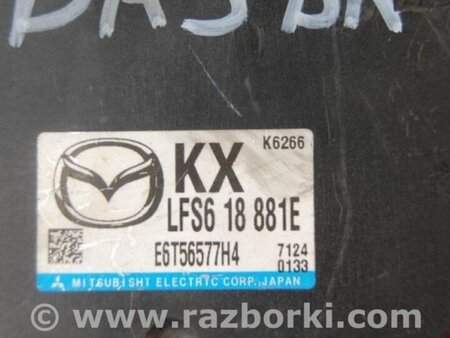 K6266
KX
LFS6 18 881E
E6T56577H4 7124
0133
MITSUBISHI ELECTRIC CORP., JAPAN
www.razborki.com